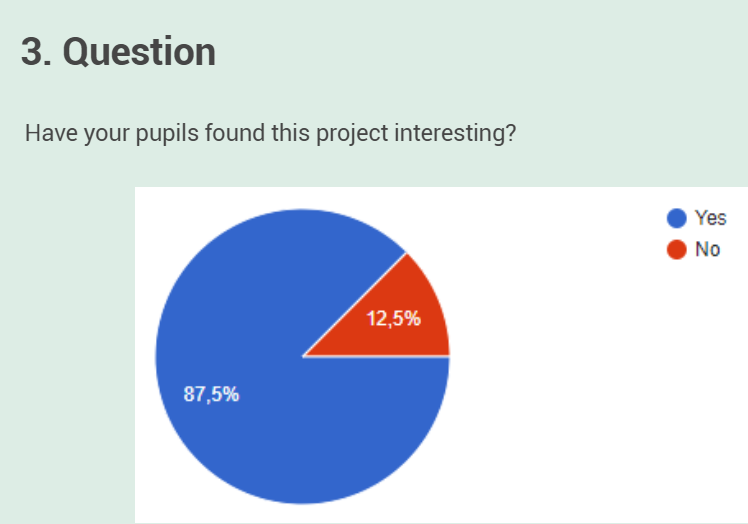 3. Question
Have your pupils found this project interesting?
Yes
No
12,5%
87,5%